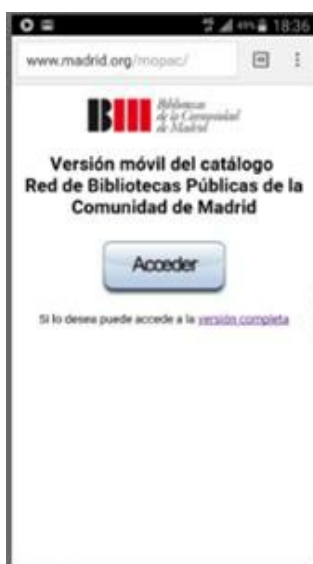 18:36
www.madrid.org/mopac/
Bibliotecas
de la Comunidad
de Madrid
Versión móvil del catálogo
Red de Bibliotecas Públicas de la
Comunidad de Madrid
Acceder
Si lo desea puede accede a la versión completa